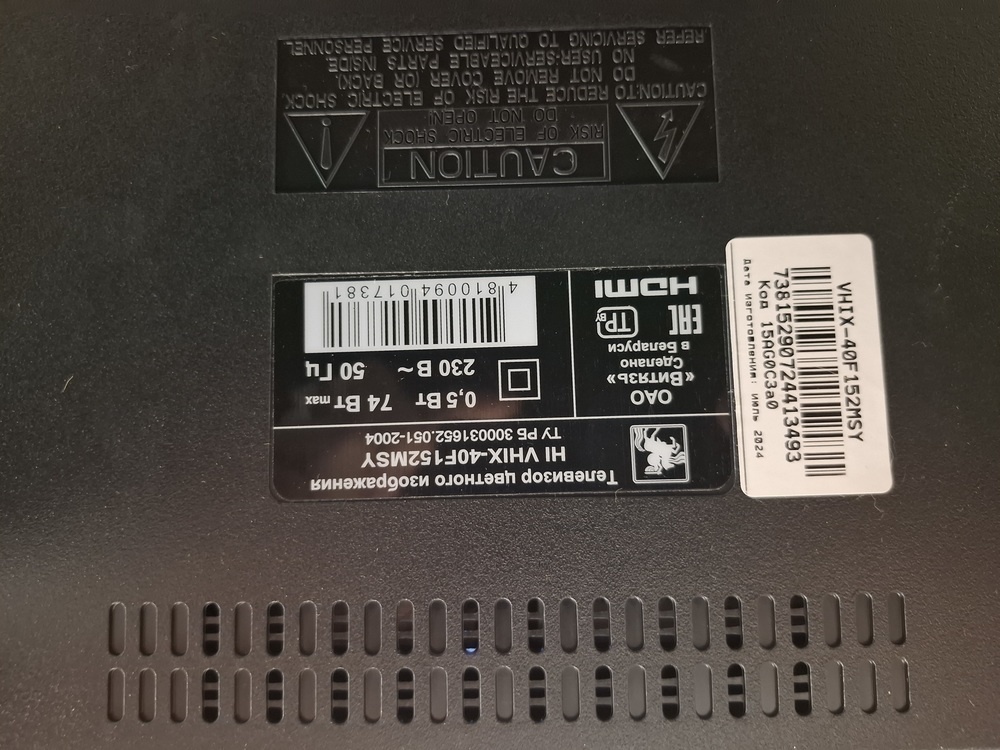 Телевизор цветного изображения
HI VHIX-40F152MSY
ТУ РБ 300031652.051-2004
ОАО
«Витязь»
Сделано
в Беларуси
EAC
TP
BY
HDMI
0,5 Вт 74 Вт max
230 В ~ 50 Гц
4 810094 017381
CAUTION
RISK OF ELECTRIC SHOCK
DO NOT OPEN!
CAUTION:TO REDUCE THE RISK OF ELECTRIC SHOCK,
DO NOT REMOVE COVER (OR BACK).
NO USER-SERVICEABLE PARTS INSIDE.
REFER SERVICING TO QUALIFIED SERVICE PERSONNEL
VHIX-40F152MSY
73815290724413493
Код 15AG0C3a0
Дата изготовления: Июль 2024